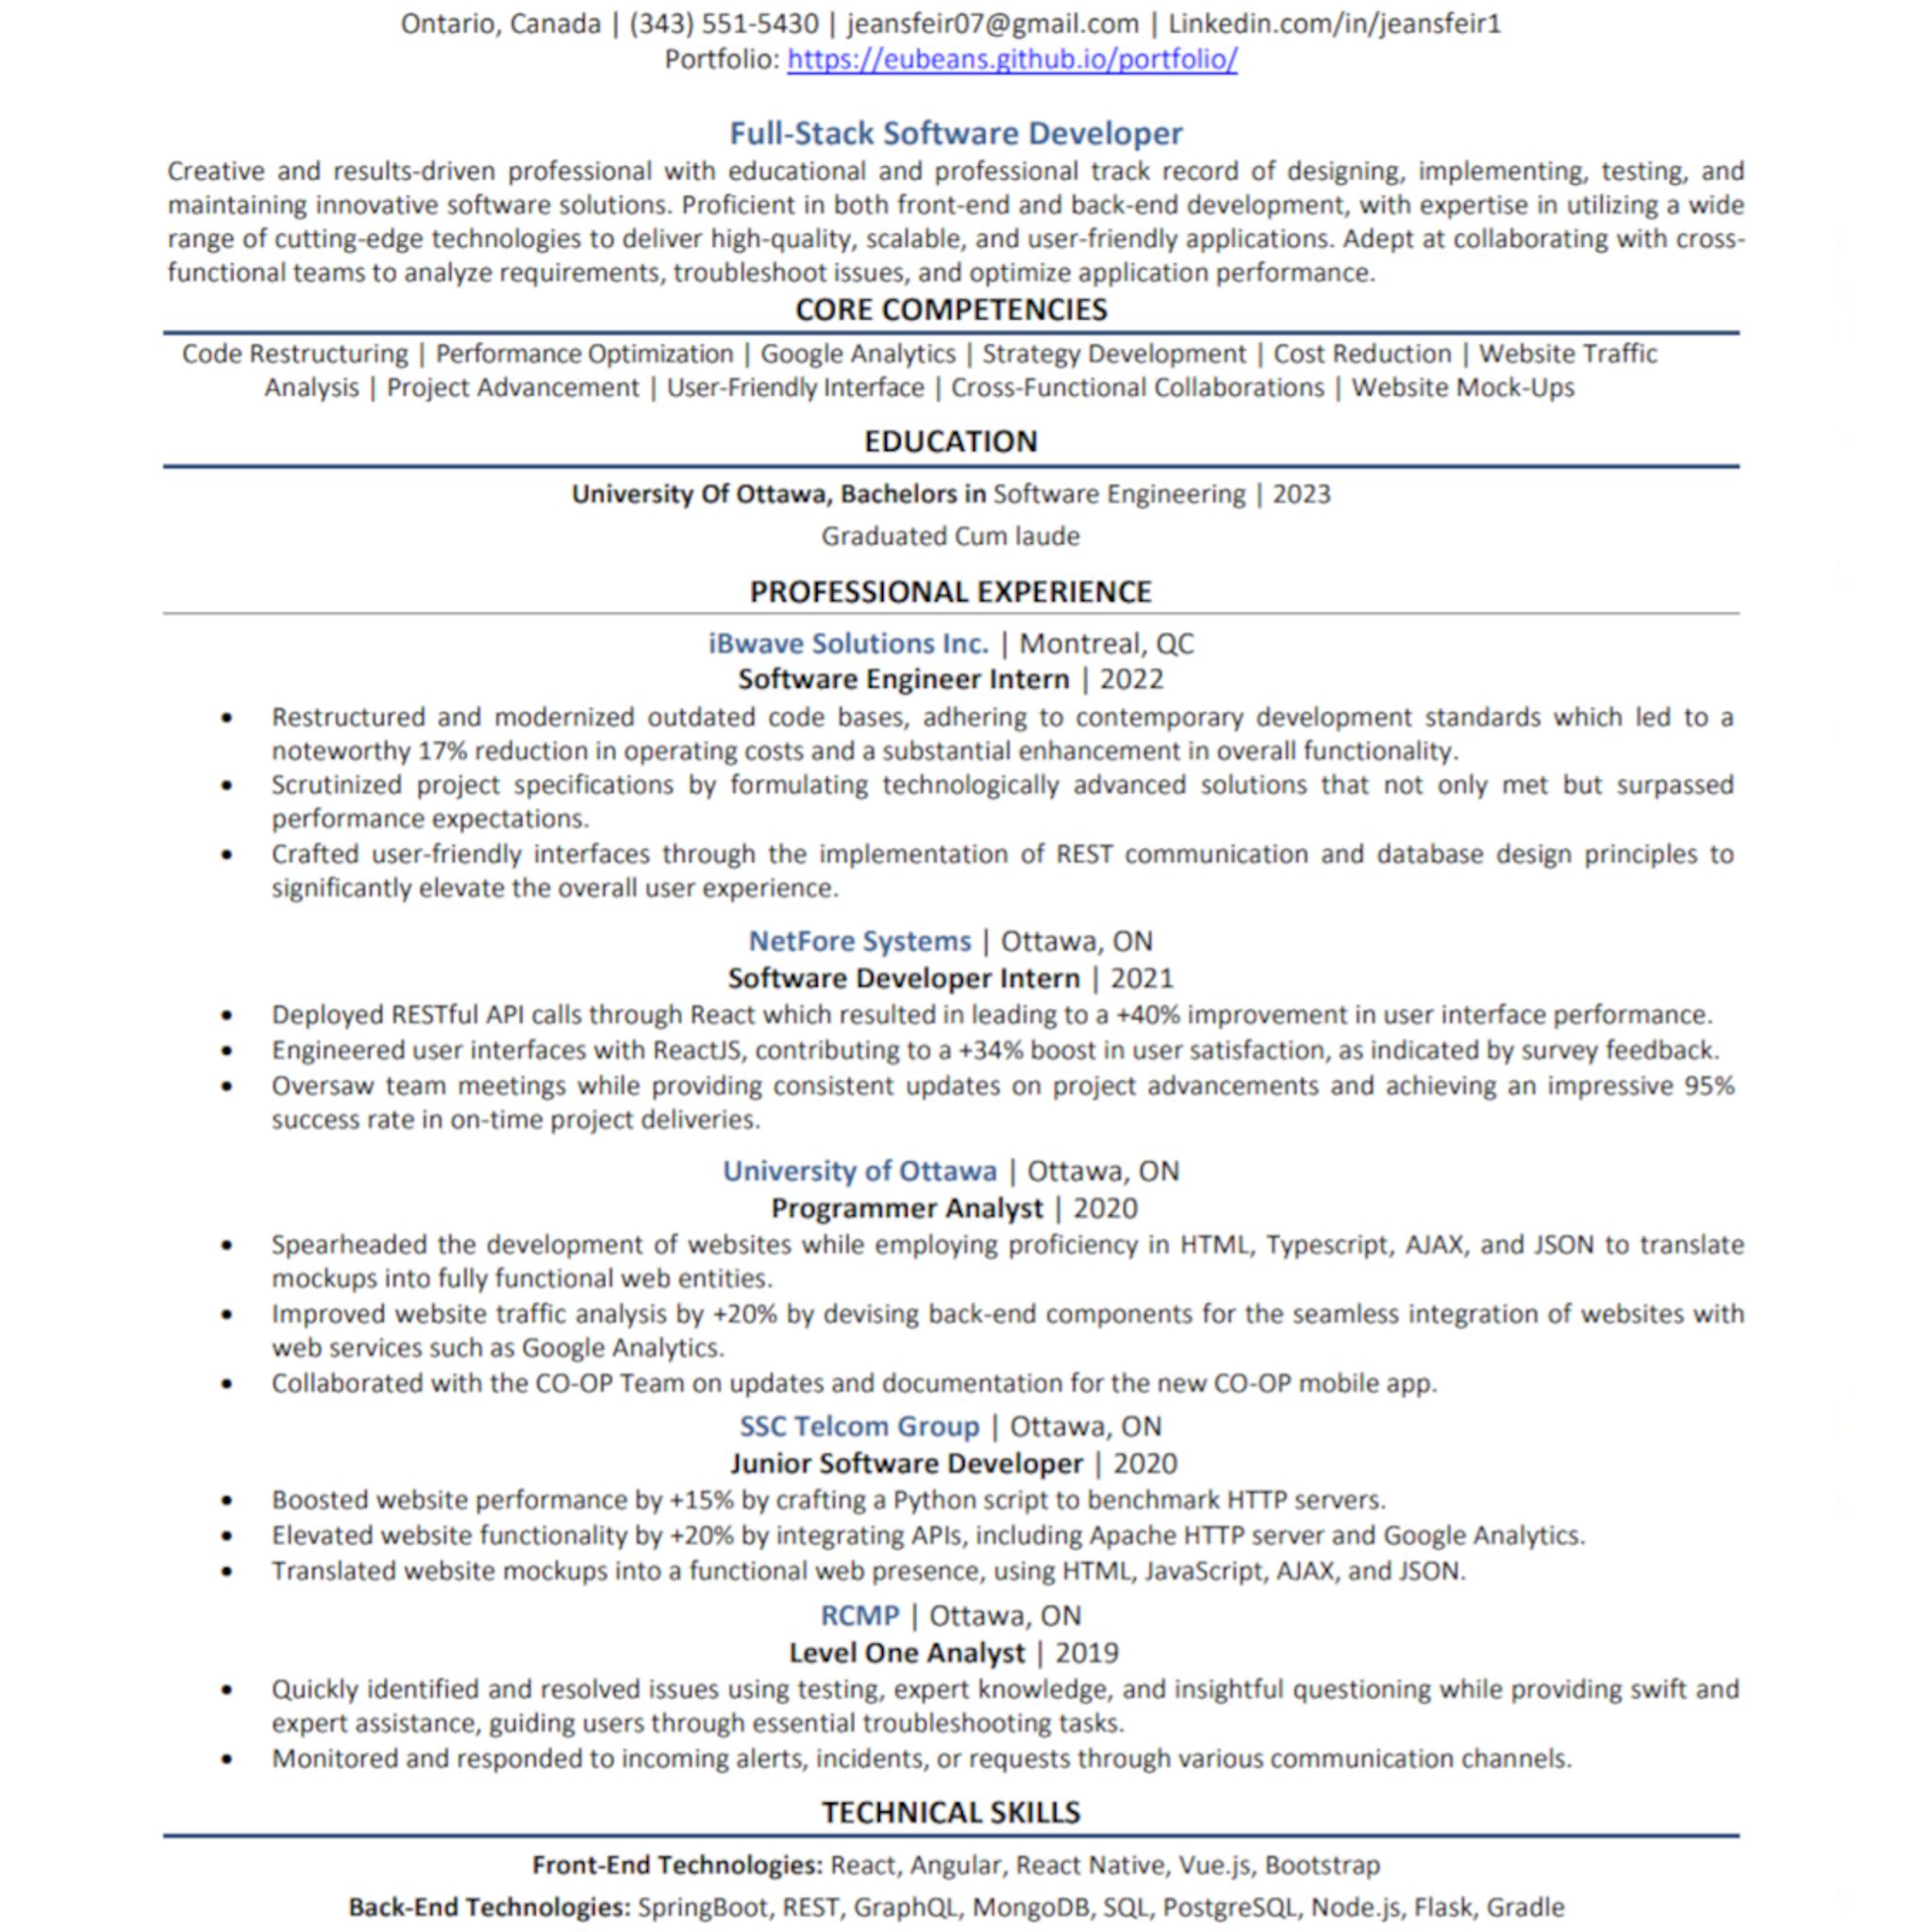 Ontario, Canada | (343) 551-5430 | jeansfeir07@gmail.com | Linkedin.com/in/jeansfeir1
Portfolio: https://eubeans.github.io/portfolio/
Full-Stack Software Developer
Creative and results-driven professional with educational and professional track record of designing, implementing, testing, and
maintaining innovative software solutions. Proficient in both front-end and back-end development, with expertise in utilizing a wide
range of cutting-edge technologies to deliver high-quality, scalable, and user-friendly applications. Adept at collaborating with cross-
functional teams to analyze requirements, troubleshoot issues, and optimize application performance.
CORE COMPETENCIES
Code Restructuring | Performance Optimization | Google Analytics | Strategy Development | Cost Reduction | Website Traffic
Analysis | Project Advancement | User-Friendly Interface | Cross-Functional Collaborations | Website Mock-Ups
EDUCATION
University Of Ottawa, Bachelors in Software Engineering | 2023
Graduated Cum laude
PROFESSIONAL EXPERIENCE
iBwave Solutions Inc. | Montreal, QC
Software Engineer Intern | 2022
• Restructured and modernized outdated code bases, adhering to contemporary development standards which led to a
noteworthy 17% reduction in operating costs and a substantial enhancement in overall functionality.
• Scrutinized project specifications by formulating technologically advanced solutions that not only met but surpassed
performance expectations.
• Crafted user-friendly interfaces through the implementation of REST communication and database design principles to
significantly elevate the overall user experience.
NetFore Systems | Ottawa, ON
Software Developer Intern | 2021
• Deployed RESTful API calls through React which resulted in leading to a +40% improvement in user interface performance.
• Engineered user interfaces with ReactJS, contributing to a +34% boost in user satisfaction, as indicated by survey feedback.
• Oversaw team meetings while providing consistent updates on project advancements and achieving an impressive 95%
success rate in on-time project deliveries.
University of Ottawa | Ottawa, ON
Programmer Analyst | 2020
• Spearheaded the development of websites while employing proficiency in HTML, Typescript, AJAX, and JSON to translate
mockups into fully functional web entities.
• Improved website traffic analysis by +20% by devising back-end components for the seamless integration of websites with
web services such as Google Analytics.
• Collaborated with the CO-OP Team on updates and documentation for the new CO-OP mobile app.
SSC Telcom Group | Ottawa, ON
Junior Software Developer | 2020
• Boosted website performance by +15% by crafting a Python script to benchmark HTTP servers.
• Elevated website functionality by +20% by integrating APIs, including Apache HTTP server and Google Analytics.
• Translated website mockups into a functional web presence, using HTML, JavaScript, AJAX, and JSON.
RCMP | Ottawa, ON
Level One Analyst | 2019
• Quickly identified and resolved issues using testing, expert knowledge, and insightful questioning while providing swift and
expert assistance, guiding users through essential troubleshooting tasks.
• Monitored and responded to incoming alerts, incidents, or requests through various communication channels.
TECHNICAL SKILLS
Front-End Technologies: React, Angular, React Native, Vue.js, Bootstrap
Back-End Technologies: SpringBoot, REST, GraphQL, MongoDB, SQL, PostgreSQL, Node.js, Flask, Gradle